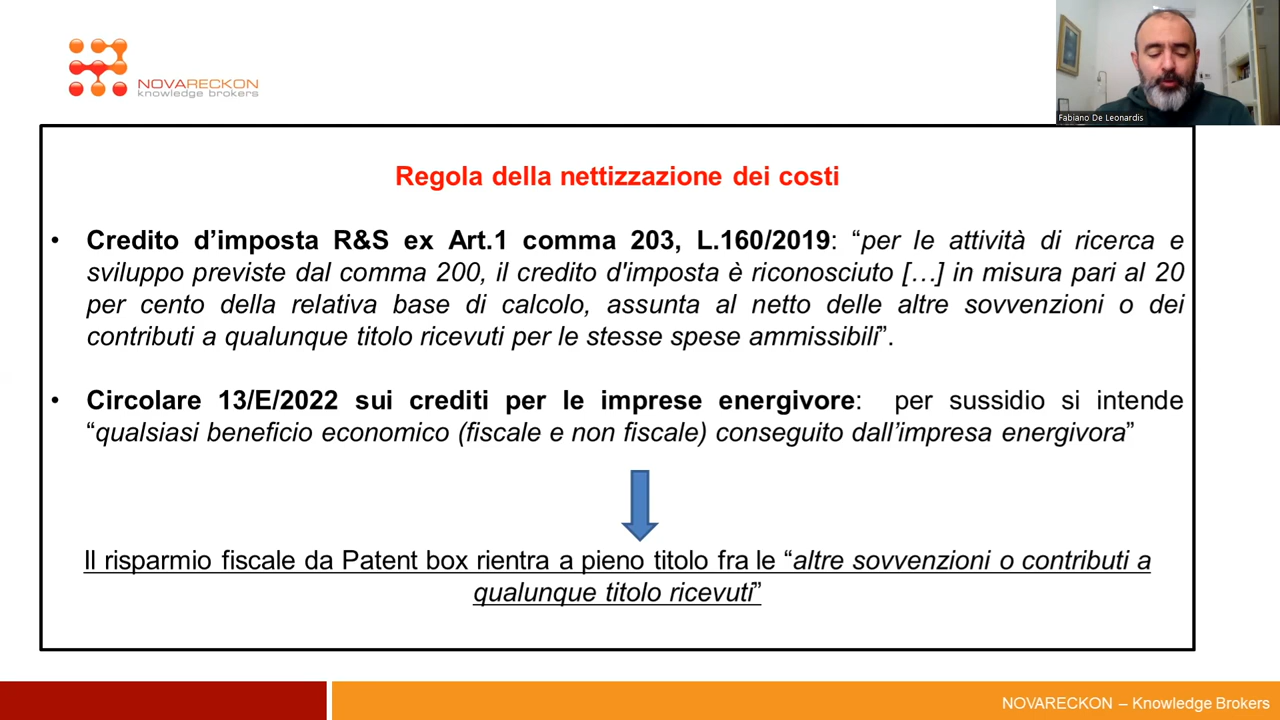 NOVARECKON
knowledge brokers
Fabiano De Leonardis
Regola della nettizzazione dei costi
• Credito d’imposta R&S ex Art.1 comma 203, L.160/2019: “per le attività di ricerca e
sviluppo previste dal comma 200, il credito d'imposta è riconosciuto […] in misura pari al 20
per cento della relativa base di calcolo, assunta al netto delle altre sovvenzioni o dei
contributi a qualunque titolo ricevuti per le stesse spese ammissibili”.
• Circolare 13/E/2022 sui crediti per le imprese energivore: per sussidio si intende
“qualsiasi beneficio economico (fiscale e non fiscale) conseguito dall’impresa energivora”
Il risparmio fiscale da Patent box rientra a pieno titolo fra le “altre sovvenzioni o contributi a
qualunque titolo ricevuti”
NOVARECKON – Knowledge Brokers